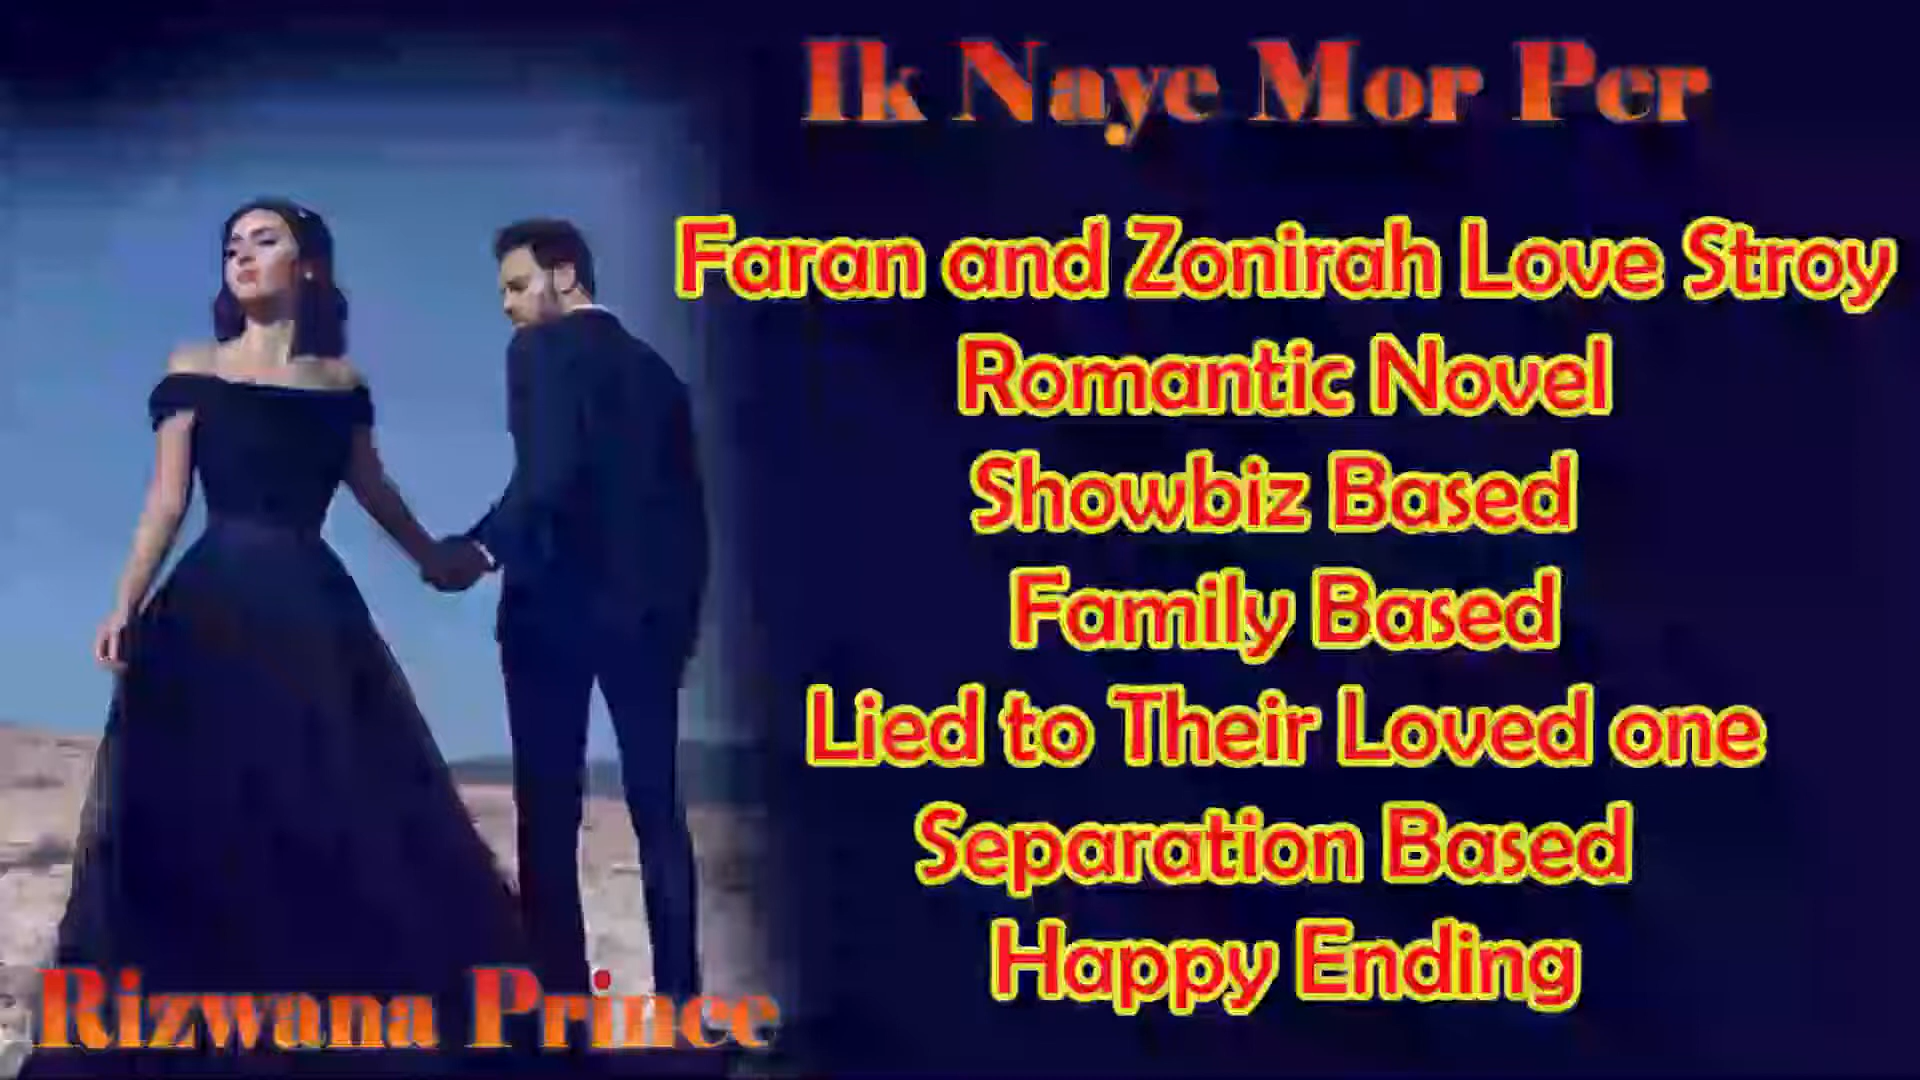 Ik Naye Mor Per
Faran and Zonirah Love Stroy
Romantic Novel
Showbiz Based
Family Based
Lied to Their Loved one
Separation Based
Happy Ending
Rizwana Prince